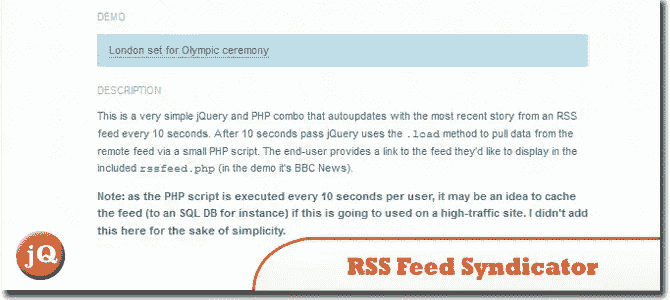 DEMO
London set for Olympic ceremony
DESCRIPTION
This is a very simple jQuery and PHP combo that autoupdates with the most recent story from an RSS
feed every 10 seconds. After 10 seconds pass jQuery uses the .load method to pull data from the
remote feed via a small PHP script. The end-user provides a link to the feed they'd like to display in the
included rssfeed.php (in the demo it's BBC News).
Note: as the PHP script is executed every 10 seconds per user, it may be an idea to cache
the feed (to an SQL DB for instance) if this is going to used on a high-traffic site. I didn't add
this here for the sake of simplicity.
jQ
RSS Feed Syndicator